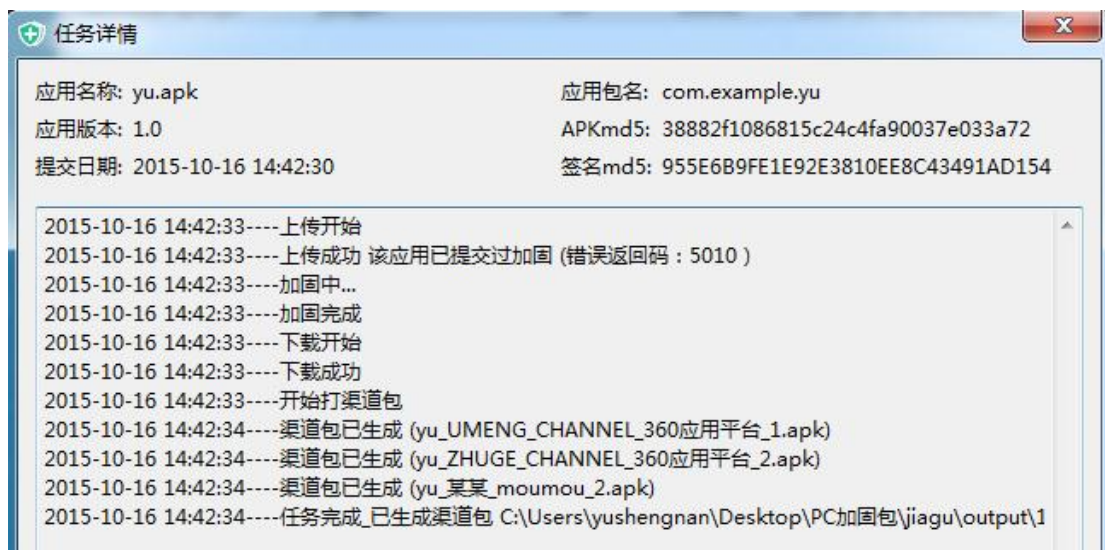 任务详情
应用名称: yu.apk 应用包名: com.example.yu
应用版本: 1.0 APKmd5: 38882f1086815c24c4fa90037e033a72
提交日期: 2015-10-16 14:42:30 签名md5: 955E6B9FE1E92E3810EE8C43491AD154
2015-10-16 14:42:33----上传开始
2015-10-16 14:42:33----上传成功 该应用已提交过加固 (错误返回码：5010 )
2015-10-16 14:42:33----加固中...
2015-10-16 14:42:33----加固完成
2015-10-16 14:42:33----下载开始
2015-10-16 14:42:33----下载成功
2015-10-16 14:42:33----开始打渠道包
2015-10-16 14:42:34----渠道包已生成 (yu_UMENG_CHANNEL_360应用平台_1.apk)
2015-10-16 14:42:34----渠道包已生成 (yu_ZHUGE_CHANNEL_360应用平台_2.apk)
2015-10-16 14:42:34----渠道包已生成 (yu_某某_moumou_2.apk)
2015-10-16 14:42:34----任务完成_已生成渠道包 C:\Users\yushengnan\Desktop\PC加固包\jiagu\output\1